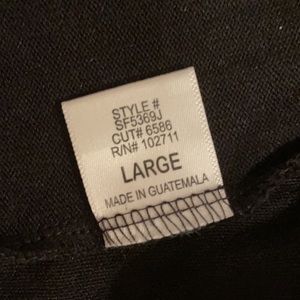 STYLE #
SF5369J
CUT# 6586
R/N# 102711
LARGE
MADE IN GUATEMALA